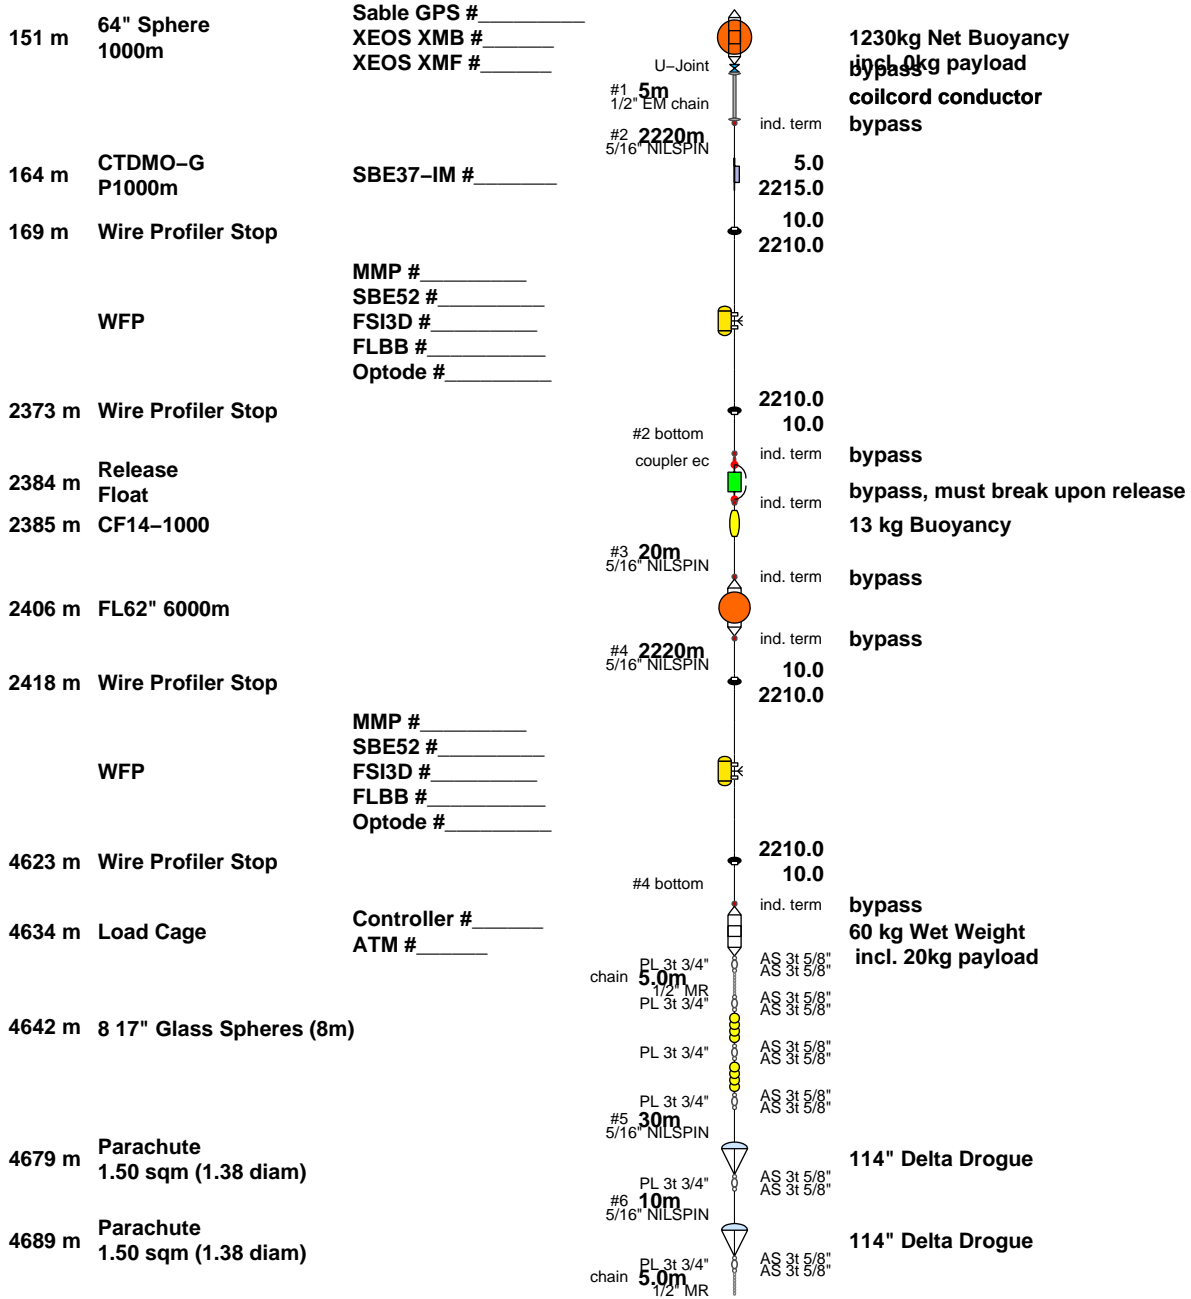 151 m 64" Sphere 1000m
Sable GPS #_________
XEOS XMB #______
XEOS XMF #______
1230kg Net Buoyancy
incl. 0kg payload
U−Joint bypass
#1 5m
1/2" EM chain
coilcord conductor
ind. term bypass
#2 2220m
5/16" NILSPIN
164 m CTDMO−G P1000m
SBE37−IM #_______
5.0
2215.0
169 m Wire Profiler Stop
10.0
2210.0
WFP
MMP #_________
SBE52 #_________
FSI3D #_________
FLBB #__________
Optode #_________
2373 m Wire Profiler Stop
2210.0
10.0
#2 bottom
coupler ec ind. term bypass
2384 m Release Float
bypass, must break upon release
ind. term
2385 m CF14−1000 13 kg Buoyancy
#3 20m
5/16" NILSPIN
ind. term bypass
2406 m FL62" 6000m
ind. term bypass
#4 2220m
5/16" NILSPIN
2418 m Wire Profiler Stop
10.0
2210.0
WFP
MMP #_________
SBE52 #_________
FSI3D #_________
FLBB #__________
Optode #_________
4623 m Wire Profiler Stop
2210.0
10.0
#4 bottom
ind. term bypass
4634 m Load Cage
Controller #______
ATM #______
60 kg Wet Weight
incl. 20kg payload
PL 3t 3/4" AS 3t 5/8"
AS 3t 5/8"
chain 5.0m
1/2" MR
PL 3t 3/4" AS 3t 5/8"
AS 3t 5/8"
4642 m 8 17" Glass Spheres (8m)
PL 3t 3/4" AS 3t 5/8"
AS 3t 5/8"
PL 3t 3/4" AS 3t 5/8"
AS 3t 5/8"
#5 30m
5/16" NILSPIN
4679 m Parachute
1.50 sqm (1.38 diam)
114" Delta Drogue
PL 3t 3/4" AS 3t 5/8"
AS 3t 5/8"
#6 10m
5/16" NILSPIN
4689 m Parachute
1.50 sqm (1.38 diam)
114" Delta Drogue
PL 3t 3/4" AS 3t 5/8"
AS 3t 5/8"
chain 5.0m
1/2" MR